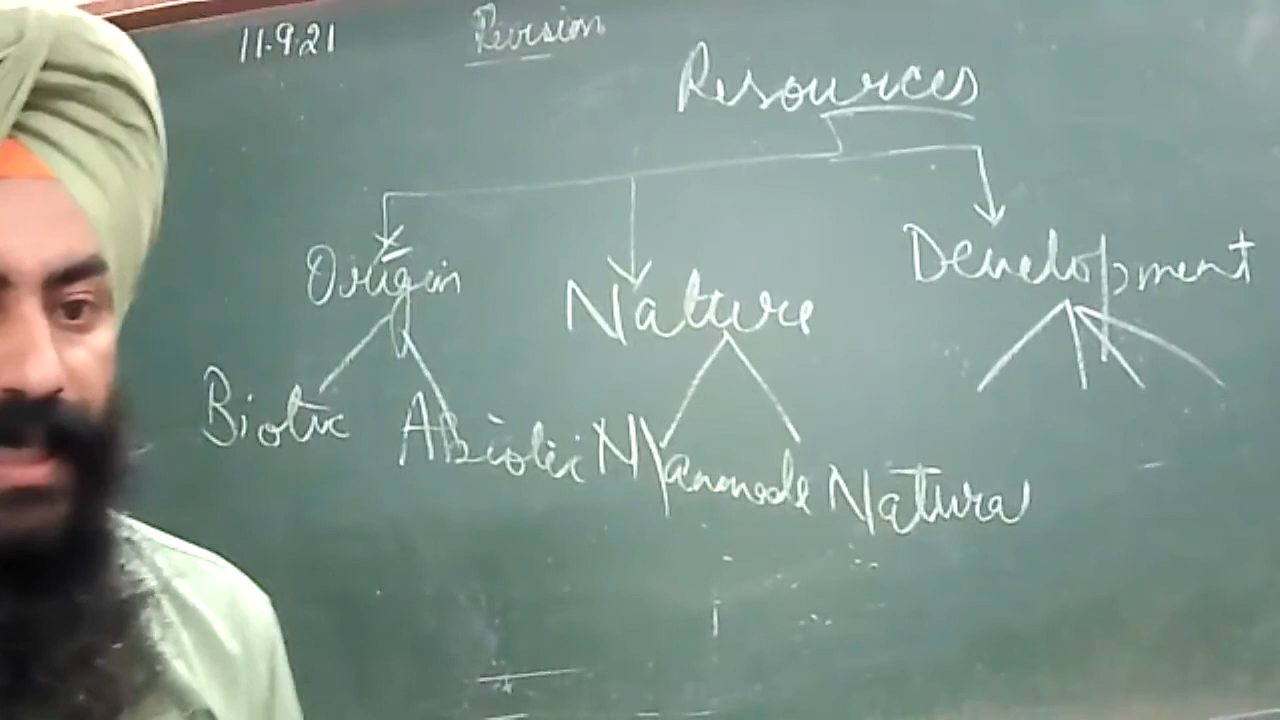 11.9.21 Revision
Resources
Origin Nature Development
Biotic Abiotic Manmade Natural